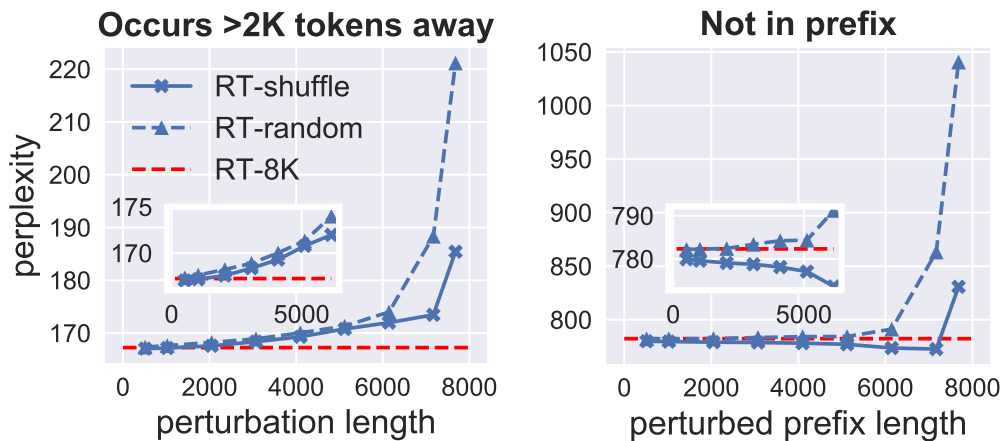 Occurs >2K tokens away
220
210
200
190
180
170
perplexity
RT-shuffle
RT-random
RT-8K
175
170
0 5000
0 2000 4000 6000 8000
perturbation length
Not in prefix
1050
1000
950
900
850
800
790
780
0 5000
0 2000 4000 6000 8000
perturbed prefix length